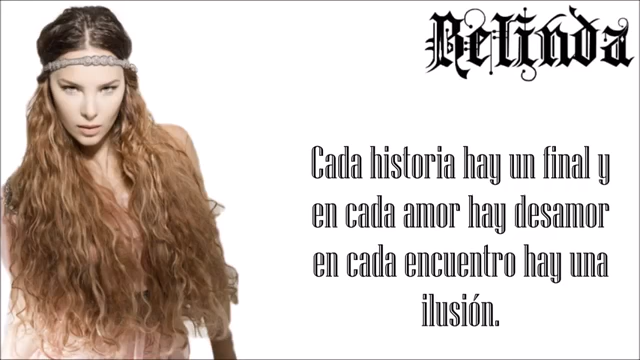 Belinda
Cada historia hay un final y
en cada amor hay desamor
en cada encuentro hay una
ilusión.